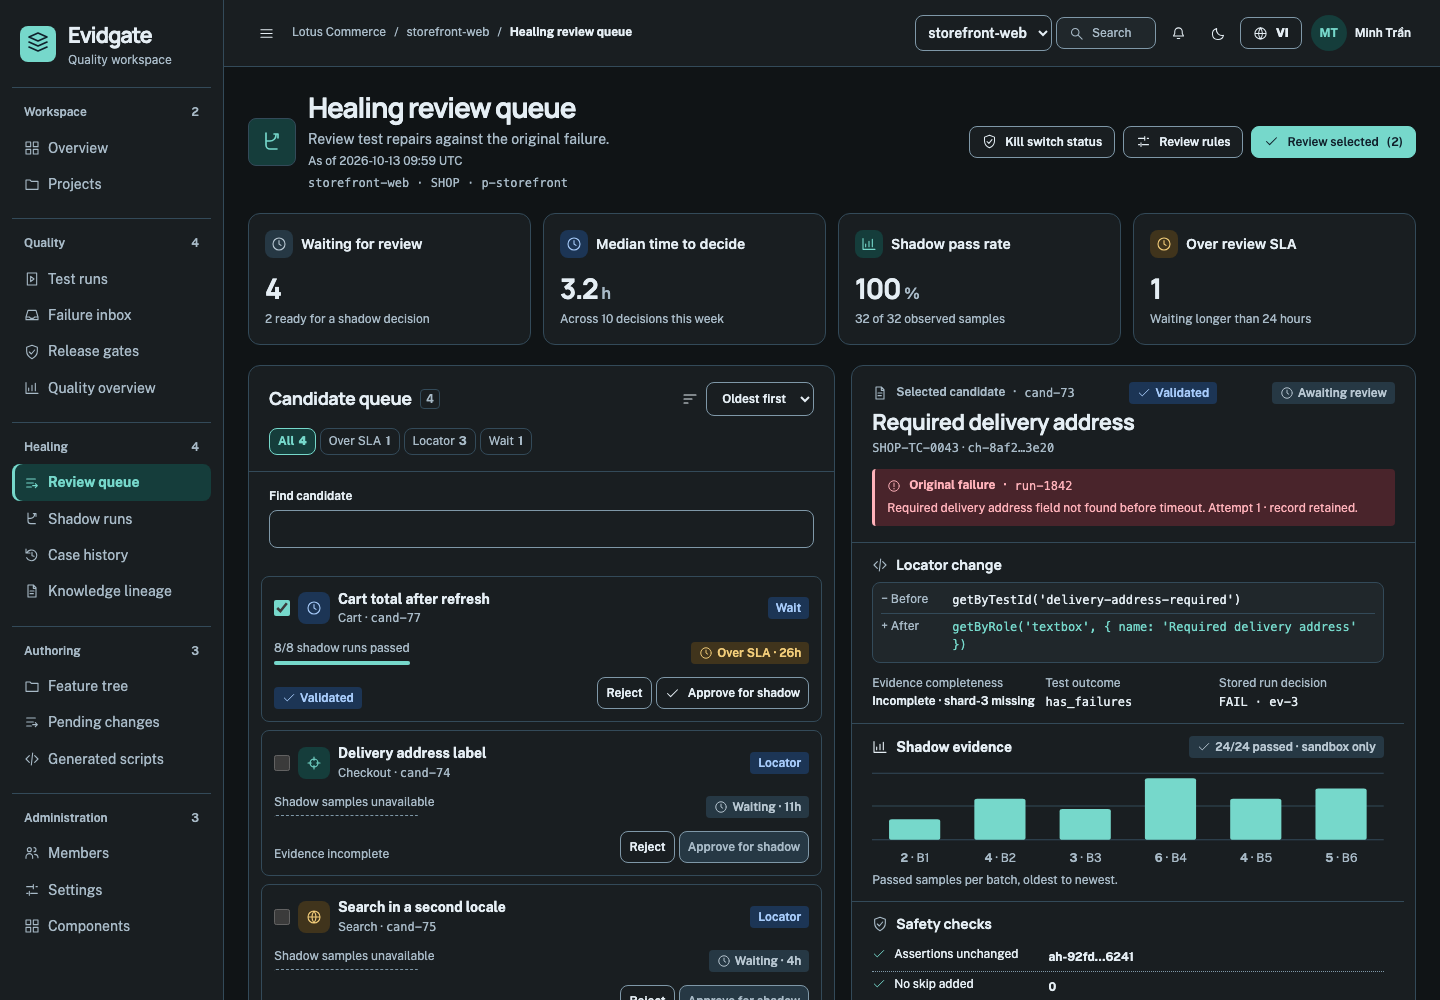 Evidgate
Quality workspace
Workspace 2
Overview
Projects
Quality 4
Test runs
Failure inbox
Release gates
Quality overview
Healing 4
Review queue
Shadow runs
Case history
Knowledge lineage
Authoring 3
Feature tree
Pending changes
Generated scripts
Administration 3
Members
Settings
Components
Lotus Commerce / storefront-web / Healing review queue
storefront-web
Search
VI
MT Minh Trần
Healing review queue
Review test repairs against the original failure.
As of 2026-10-13 09:59 UTC
storefront-web · SHOP · p-storefront
Kill switch status
Review rules
Review selected (2)
Waiting for review
4
2 ready for a shadow decision
Median time to decide
3.2 h
Across 10 decisions this week
Shadow pass rate
100 %
32 of 32 observed samples
Over review SLA
1
Waiting longer than 24 hours
Candidate queue 4
Oldest first
All 4
Over SLA 1
Locator 3
Wait 1
Find candidate
Cart total after refresh
Cart · cand-77
Wait
8/8 shadow runs passed
Over SLA · 26h
Validated
Reject
Approve for shadow
Delivery address label
Checkout · cand-74
Locator
Shadow samples unavailable
Waiting · 11h
Evidence incomplete
Reject
Approve for shadow
Search in a second locale
Search · cand-75
Locator
Shadow samples unavailable
Waiting · 4h
Reject
Approve for shadow
Selected candidate · cand-73
Validated
Awaiting review
Required delivery address
SHOP-TC-0043 · ch-8af2…3e20
Original failure · run-1842
Required delivery address field not found before timeout. Attempt 1 · record retained.
Locator change
− Before getByTestId('delivery-address-required')
+ After getByRole('textbox', { name: 'Required delivery address'
})
Evidence completeness
Incomplete · shard-3 missing
Test outcome
has_failures
Stored run decision
FAIL · ev-3
Shadow evidence
24/24 passed · sandbox only
2 · B1
4 · B2
3 · B3
6 · B4
4 · B5
5 · B6
Passed samples per batch, oldest to newest.
Safety checks
Assertions unchanged ah-92fd…6241
No skip added 0